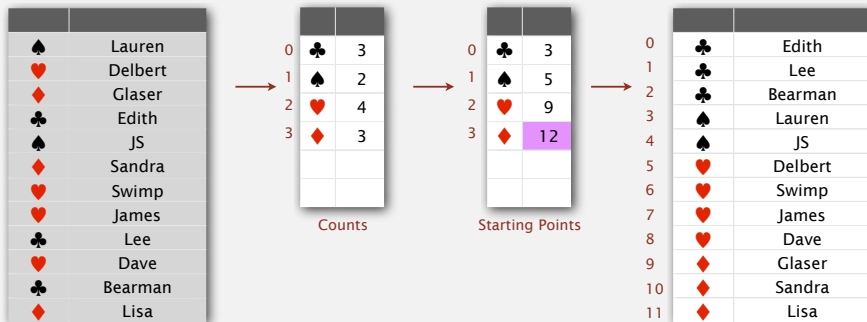 ♠ Lauren
♥ Delbert
♦ Glaser
♣ Edith
♠ JS
♦ Sandra
♥ Swimp
♥ James
♣ Lee
♥ Dave
♣ Bearman
♦ Lisa
0 ♣ 3
1 ♠ 2
2 ♥ 4
3 ♦ 3
Counts
0 ♣ 3
1 ♠ 5
2 ♥ 9
3 ♦ 12
Starting Points
0 ♣ Edith
1 ♣ Lee
2 ♣ Bearman
3 ♠ Lauren
4 ♠ JS
5 ♥ Delbert
6 ♥ Swimp
7 ♥ James
8 ♥ Dave
9 ♦ Glaser
10 ♦ Sandra
11 ♦ Lisa